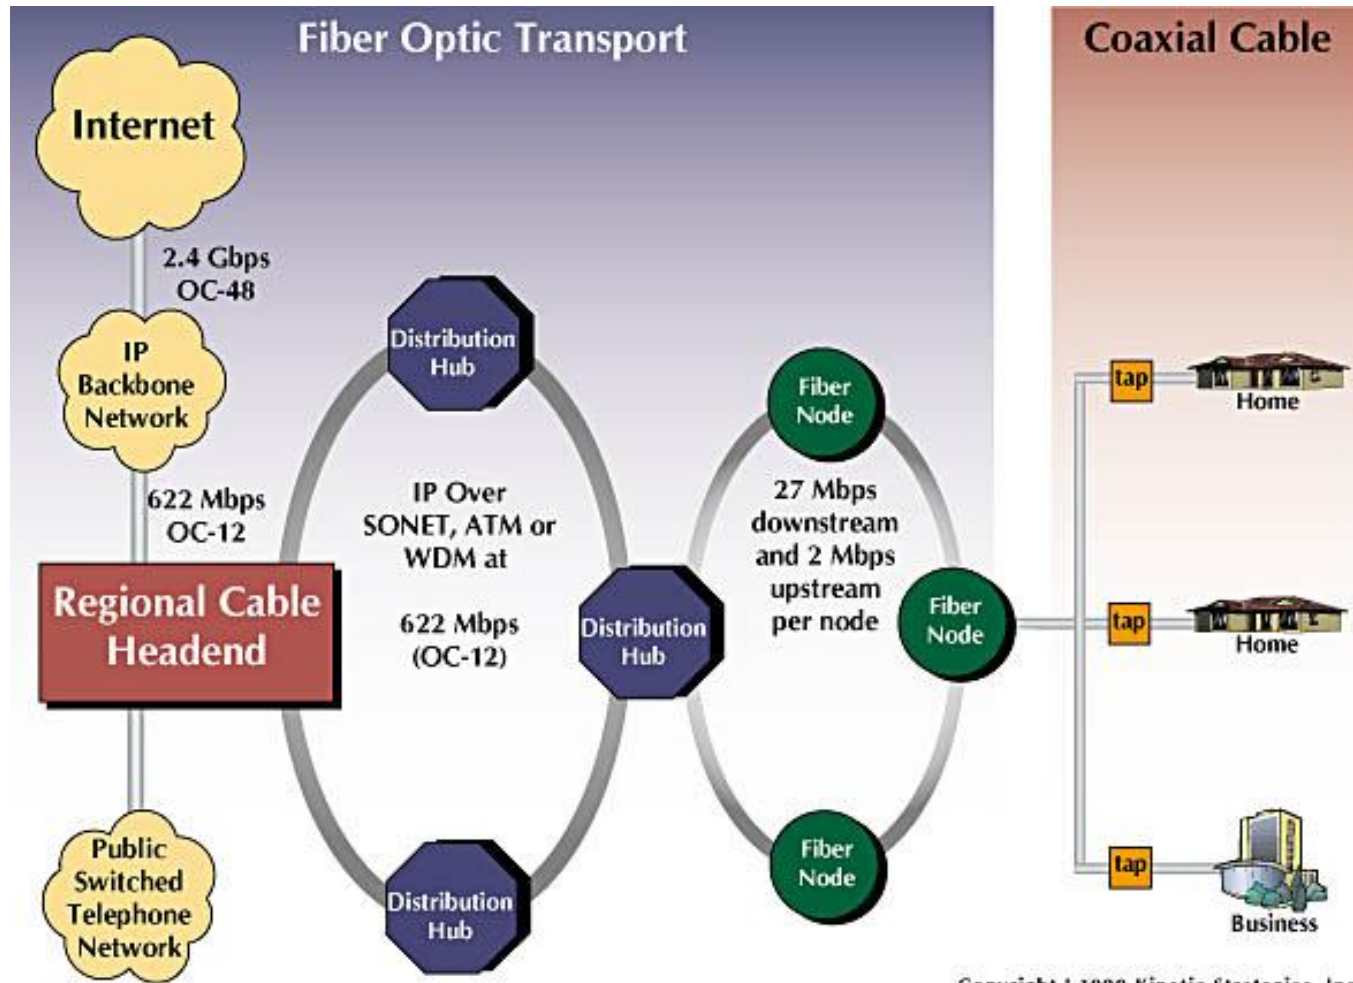 Fiber Optic Transport
Coaxial Cable
Internet
2.4 Gbps
OC-48
IP
Backbone
Network
622 Mbps
OC-12
Regional Cable
Headend
Public
Switched
Telephone
Network
Distribution
Hub
IP Over
SONET, ATM or
WDM at
622 Mbps
(OC-12)
Distribution
Hub
Distribution
Hub
Fiber
Node
27 Mbps
downstream
and 2 Mbps
upstream
per node
Fiber
Node
Fiber
Node
tap
Home
tap
Home
tap
Business